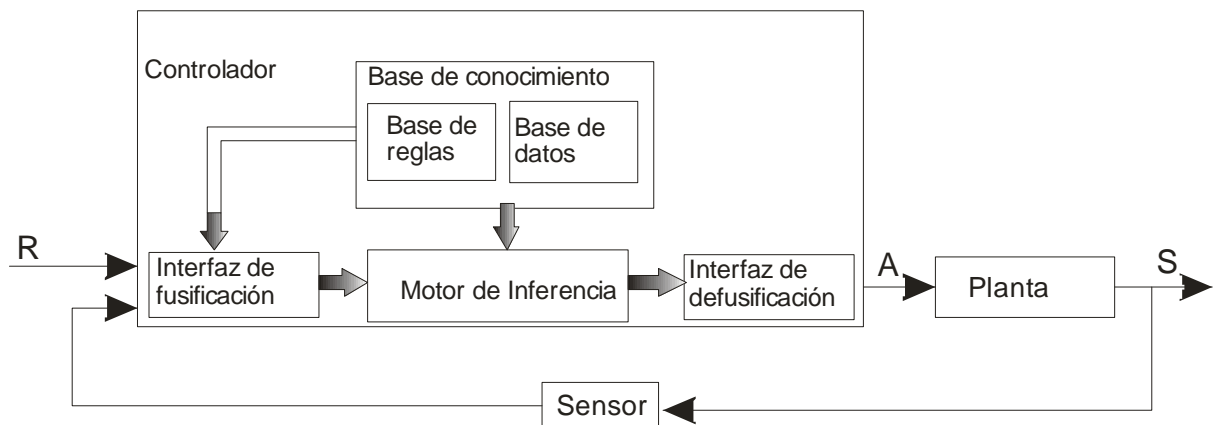 Controlador
Base de conocimiento
Base de
reglas
Base de
datos
R
Interfaz de
fusificación
Motor de Inferencia
Interfaz de
defusificación
A
Planta
S
Sensor